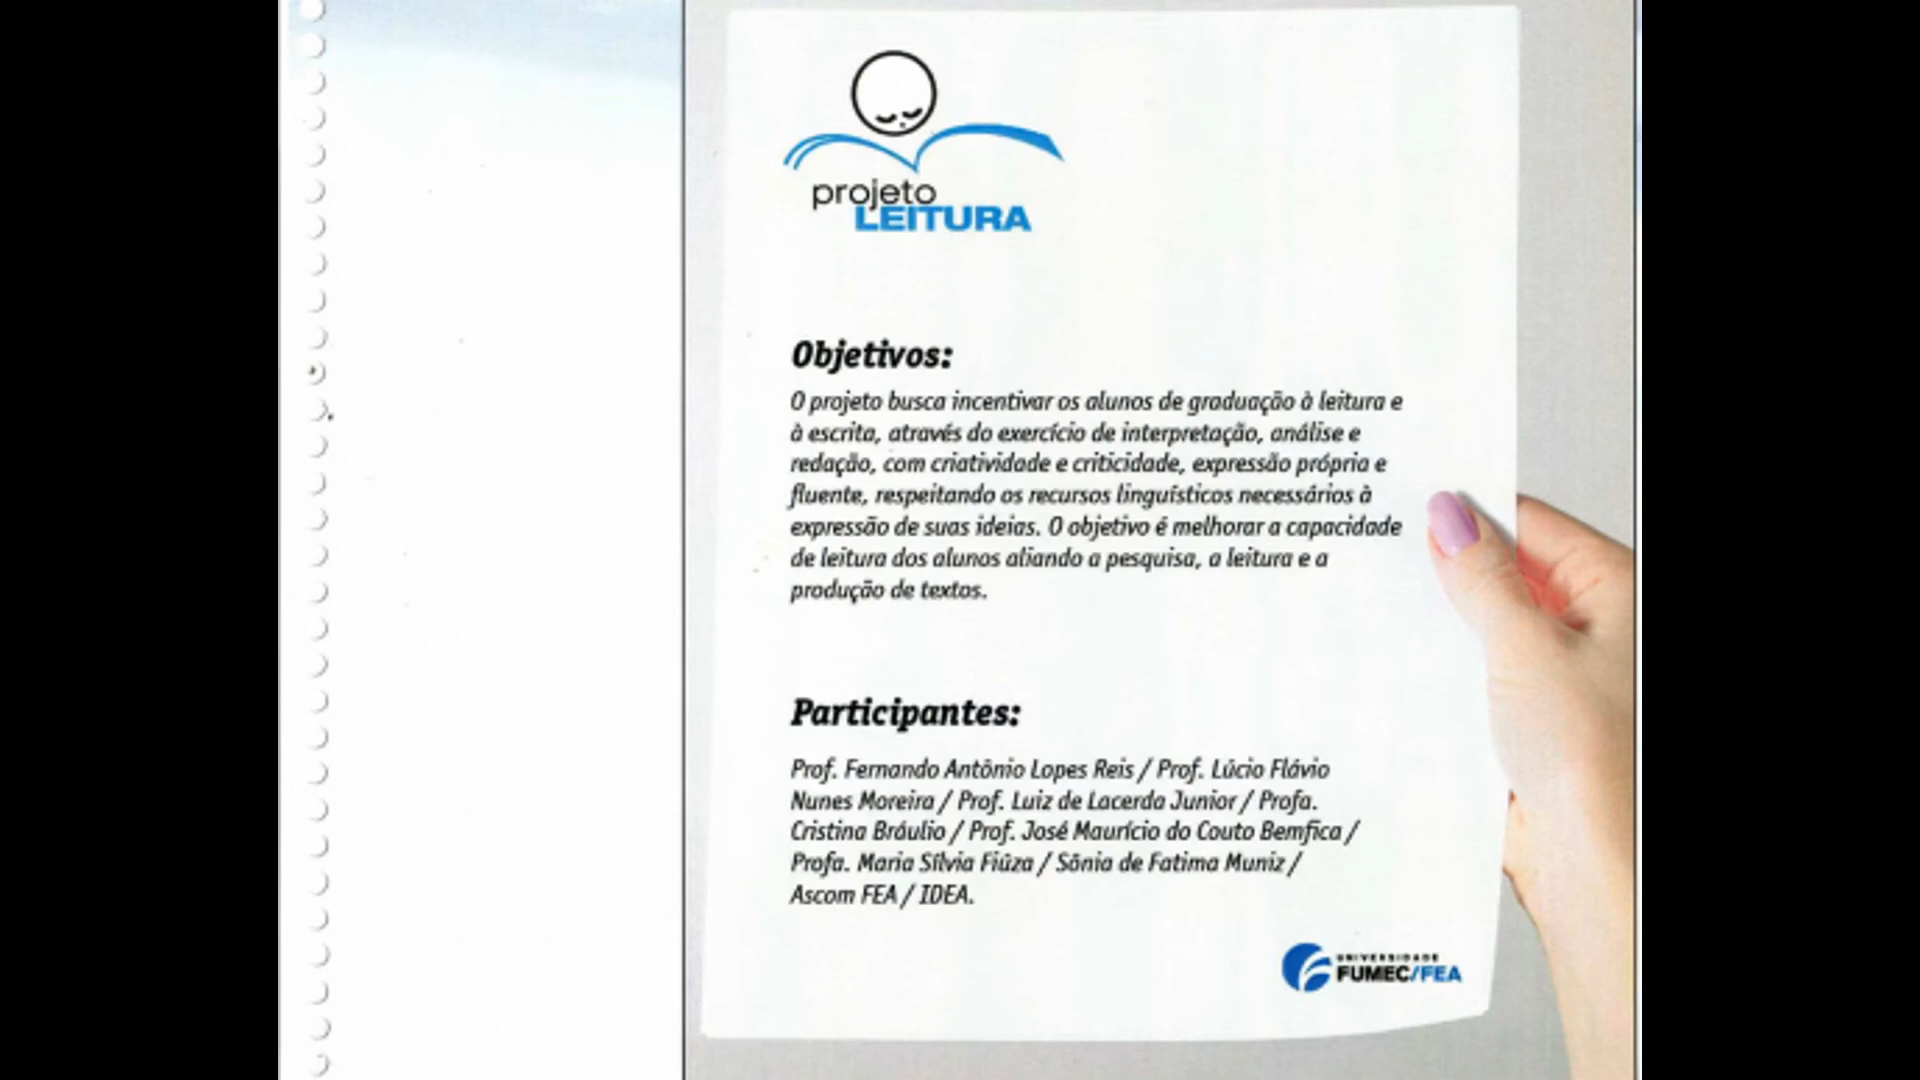 projeto
LEITURA
Objetivos:
O projeto busca incentivar os alunos de graduação à leitura e
à escrita, através do exercício de interpretação, análise e
redação, com criatividade e criticidade, expressão própria e
fluente, respeitando os recursos linguísticos necessários à
expressão de suas ideias. O objetivo é melhorar a capacidade
de leitura dos alunos aliando a pesquisa, a leitura e a
produção de textos.
Participantes:
Prof. Fernando Antônio Lopes Reis / Prof. Lúcio Flávio
Nunes Moreira / Prof. Luiz de Lacerda Junior / Profa.
Cristina Bráulio / Prof. José Maurício do Couto Bemfica /
Profa. Maria Sílvia Fiúza / Sônia de Fatima Muniz /
Ascom FEA / IDEA.
UNIVERSIDADE
FUMEC/FEA